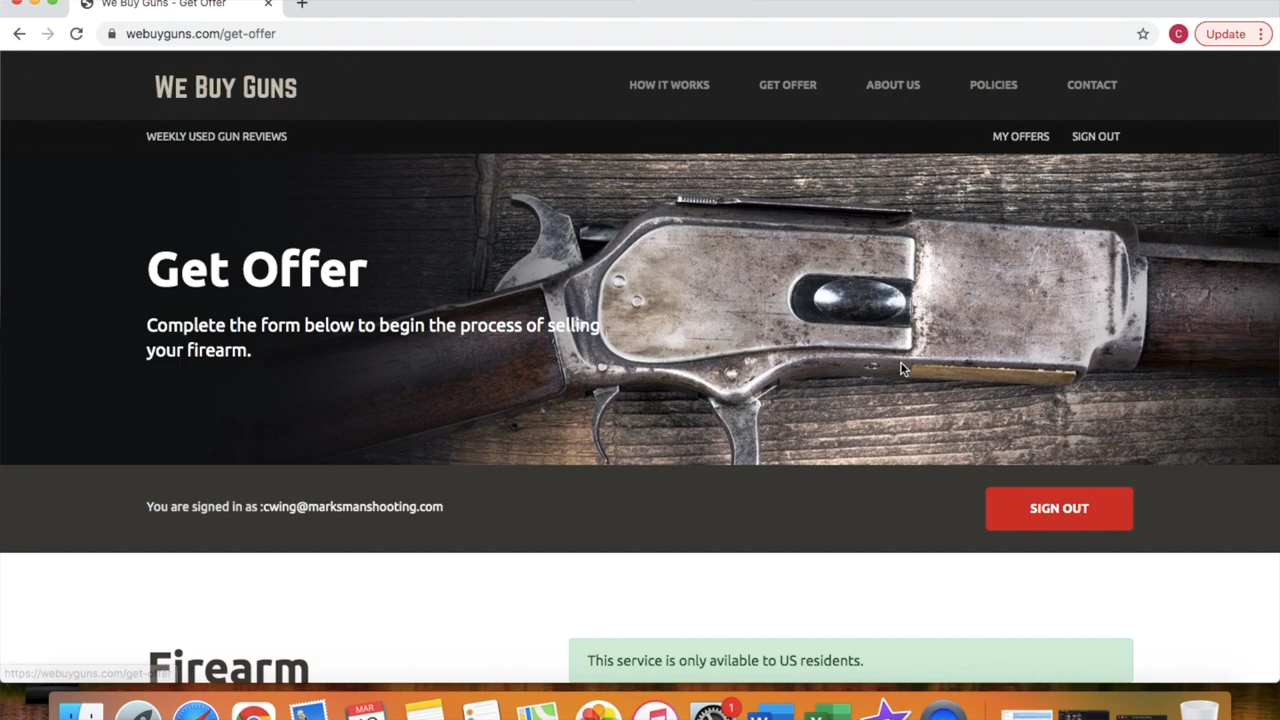 We Buy Guns - Get Offer
webuyguns.com/get-offer
C
Update
WE BUY GUNS
HOW IT WORKS
GET OFFER
ABOUT US
POLICIES
CONTACT
WEEKLY USED GUN REVIEWS
MY OFFERS
SIGN OUT
Get Offer
Complete the form below to begin the process of selling
your firearm.
You are signed in as :cwing@marksmanshooting.com
SIGN OUT
Firearm
This service is only avilable to US residents.
https://webuyguns.com/get-offer
MAR
1